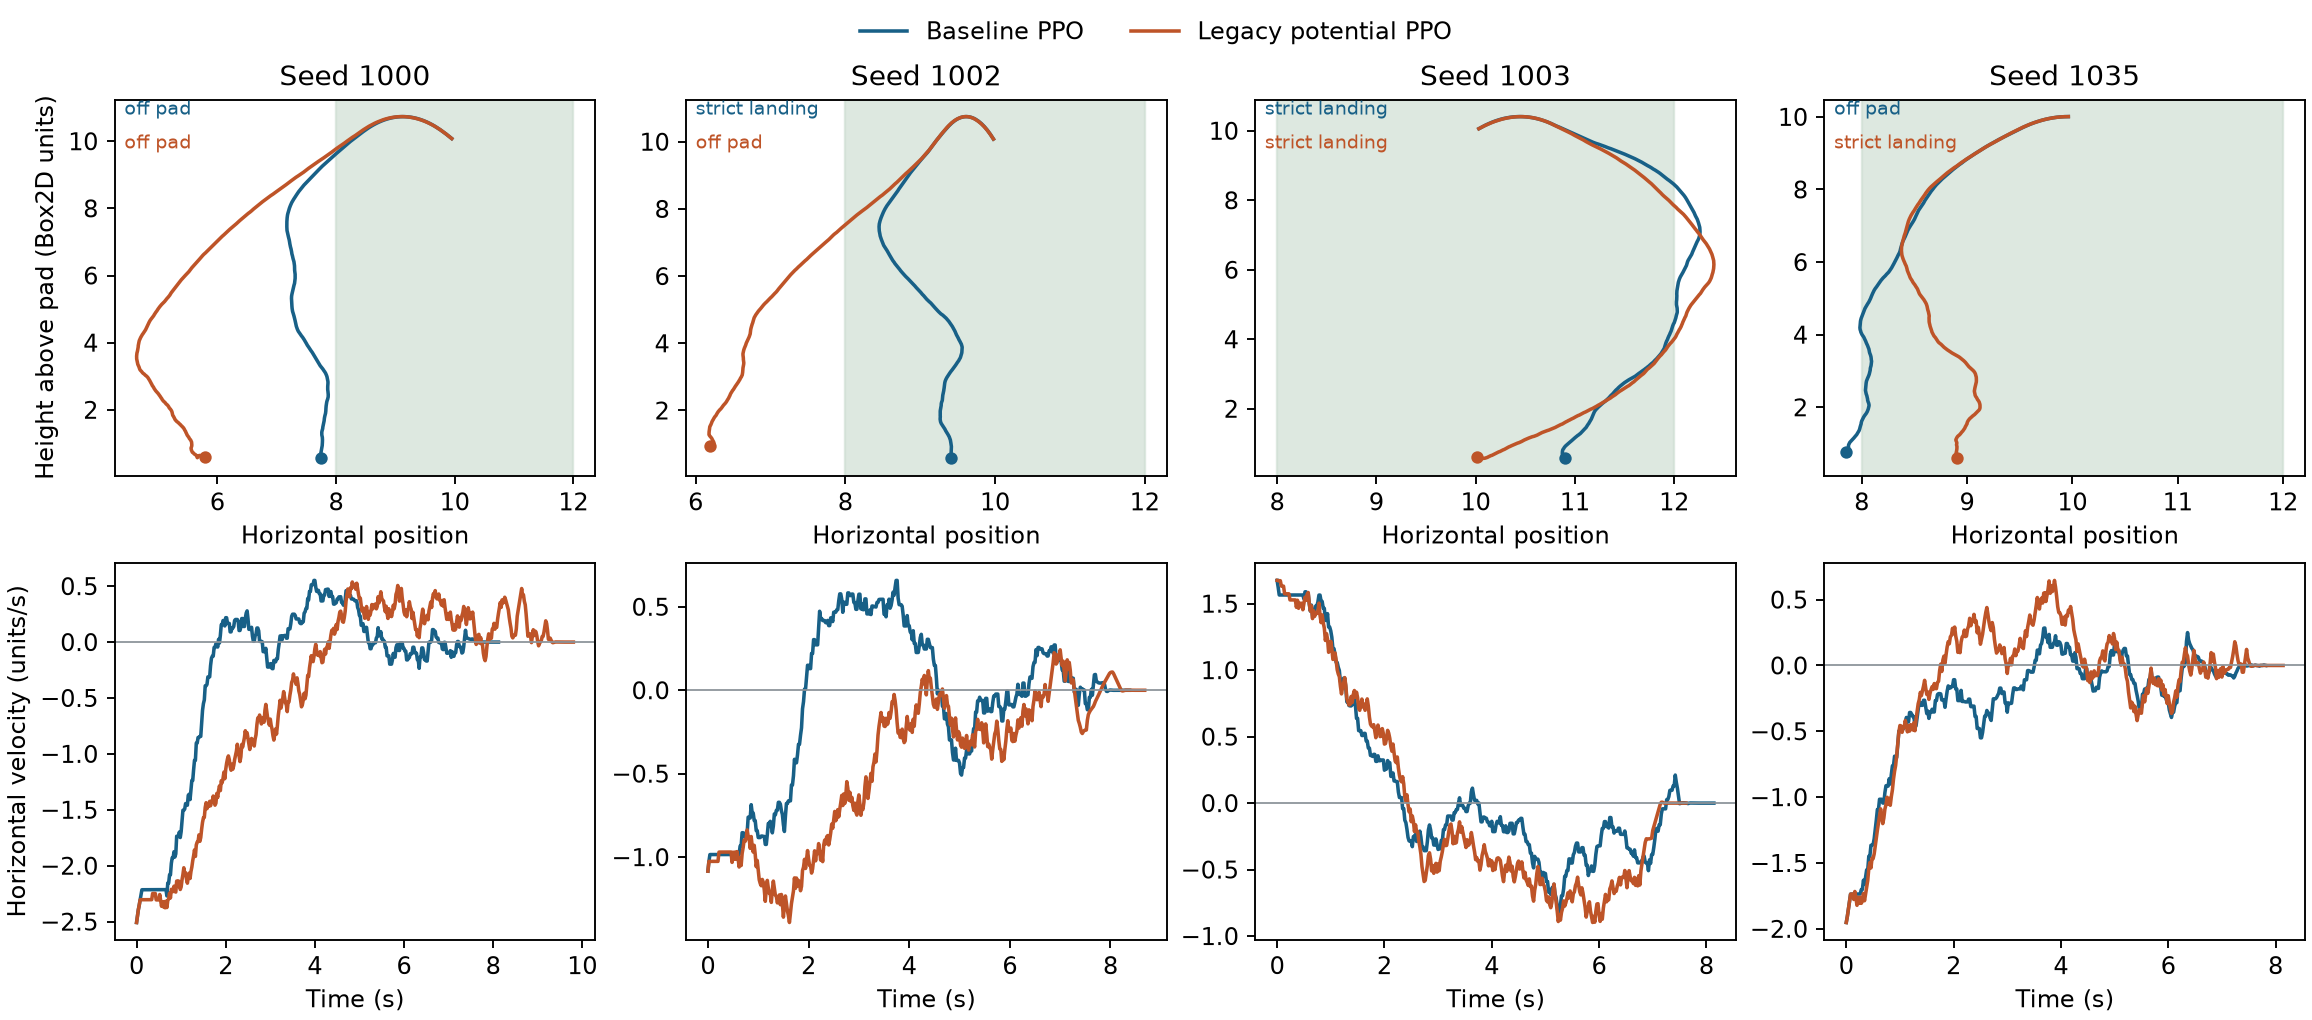 Baseline PPO Legacy potential PPO
Seed 1000 Seed 1002 Seed 1003 Seed 1035
Height above pad (Box2D units)
off pad
off pad
10
8
6
4
2
6 8 10 12
Horizontal position
strict landing
off pad
10
8
6
4
2
6 8 10 12
Horizontal position
strict landing
strict landing
10
8
6
4
2
8 9 10 11 12
Horizontal position
off pad
strict landing
10
8
6
4
2
8 9 10 11 12
Horizontal position
Horizontal velocity (units/s)
0.5
0.0
−0.5
−1.0
−1.5
−2.0
−2.5
0 2 4 6 8 10
Time (s)
0.5
0.0
−0.5
−1.0
0 2 4 6 8
Time (s)
1.5
1.0
0.5
0.0
−0.5
−1.0
0 2 4 6 8
Time (s)
0.5
0.0
−0.5
−1.0
−1.5
−2.0
0 2 4 6 8
Time (s)